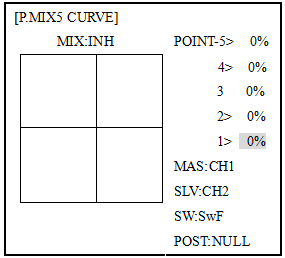 [P.MIX5 CURVE]
MIX:INH
POINT-5> 0%
4> 0%
3 0%
2> 0%
1> 0%
MAS:CH1
SLV:CH2
SW:SwF
POST:NULL